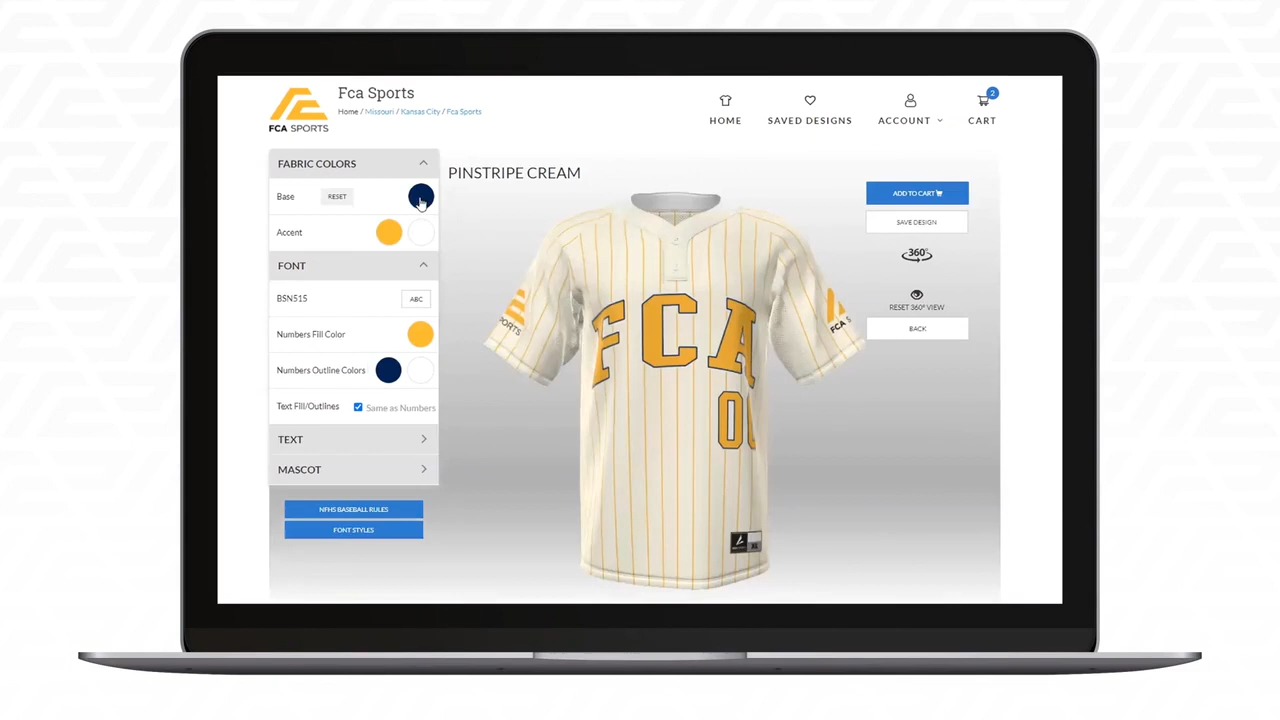 Fca Sports
Home / Missouri / Kansas City / Fca Sports
FCA SPORTS
HOME
SAVED DESIGNS
ACCOUNT
2
CART
FABRIC COLORS
Base
RESET
Accent
FONT
BSN515
ABC
Numbers Fill Color
Numbers Outline Colors
Text Fill/Outlines
Same as Numbers
TEXT
MASCOT
NFHS BASEBALL RULES
FONT STYLES
PINSTRIPE CREAM
FCA
00
PORTS
FCA S
XL
ADD TO CART
SAVE DESIGN
360°
RESET 360° VIEW
BACK